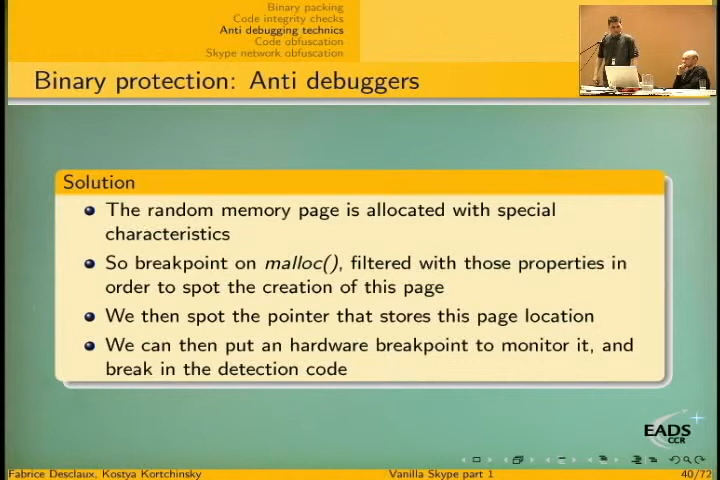 Binary packing
Code integrity checks
Anti debugging technics
Code obfuscation
Skype network obfuscation
Binary protection: Anti debuggers
Solution
The random memory page is allocated with special
characteristics
So breakpoint on malloc(), filtered with those properties in
order to spot the creation of this page
We then spot the pointer that stores this page location
We can then put an hardware breakpoint to monitor it, and
break in the detection code
EADS
CCR
Fabrice Desclaux, Kostya Kortchinsky
Vanilla Skype part 1
40/72